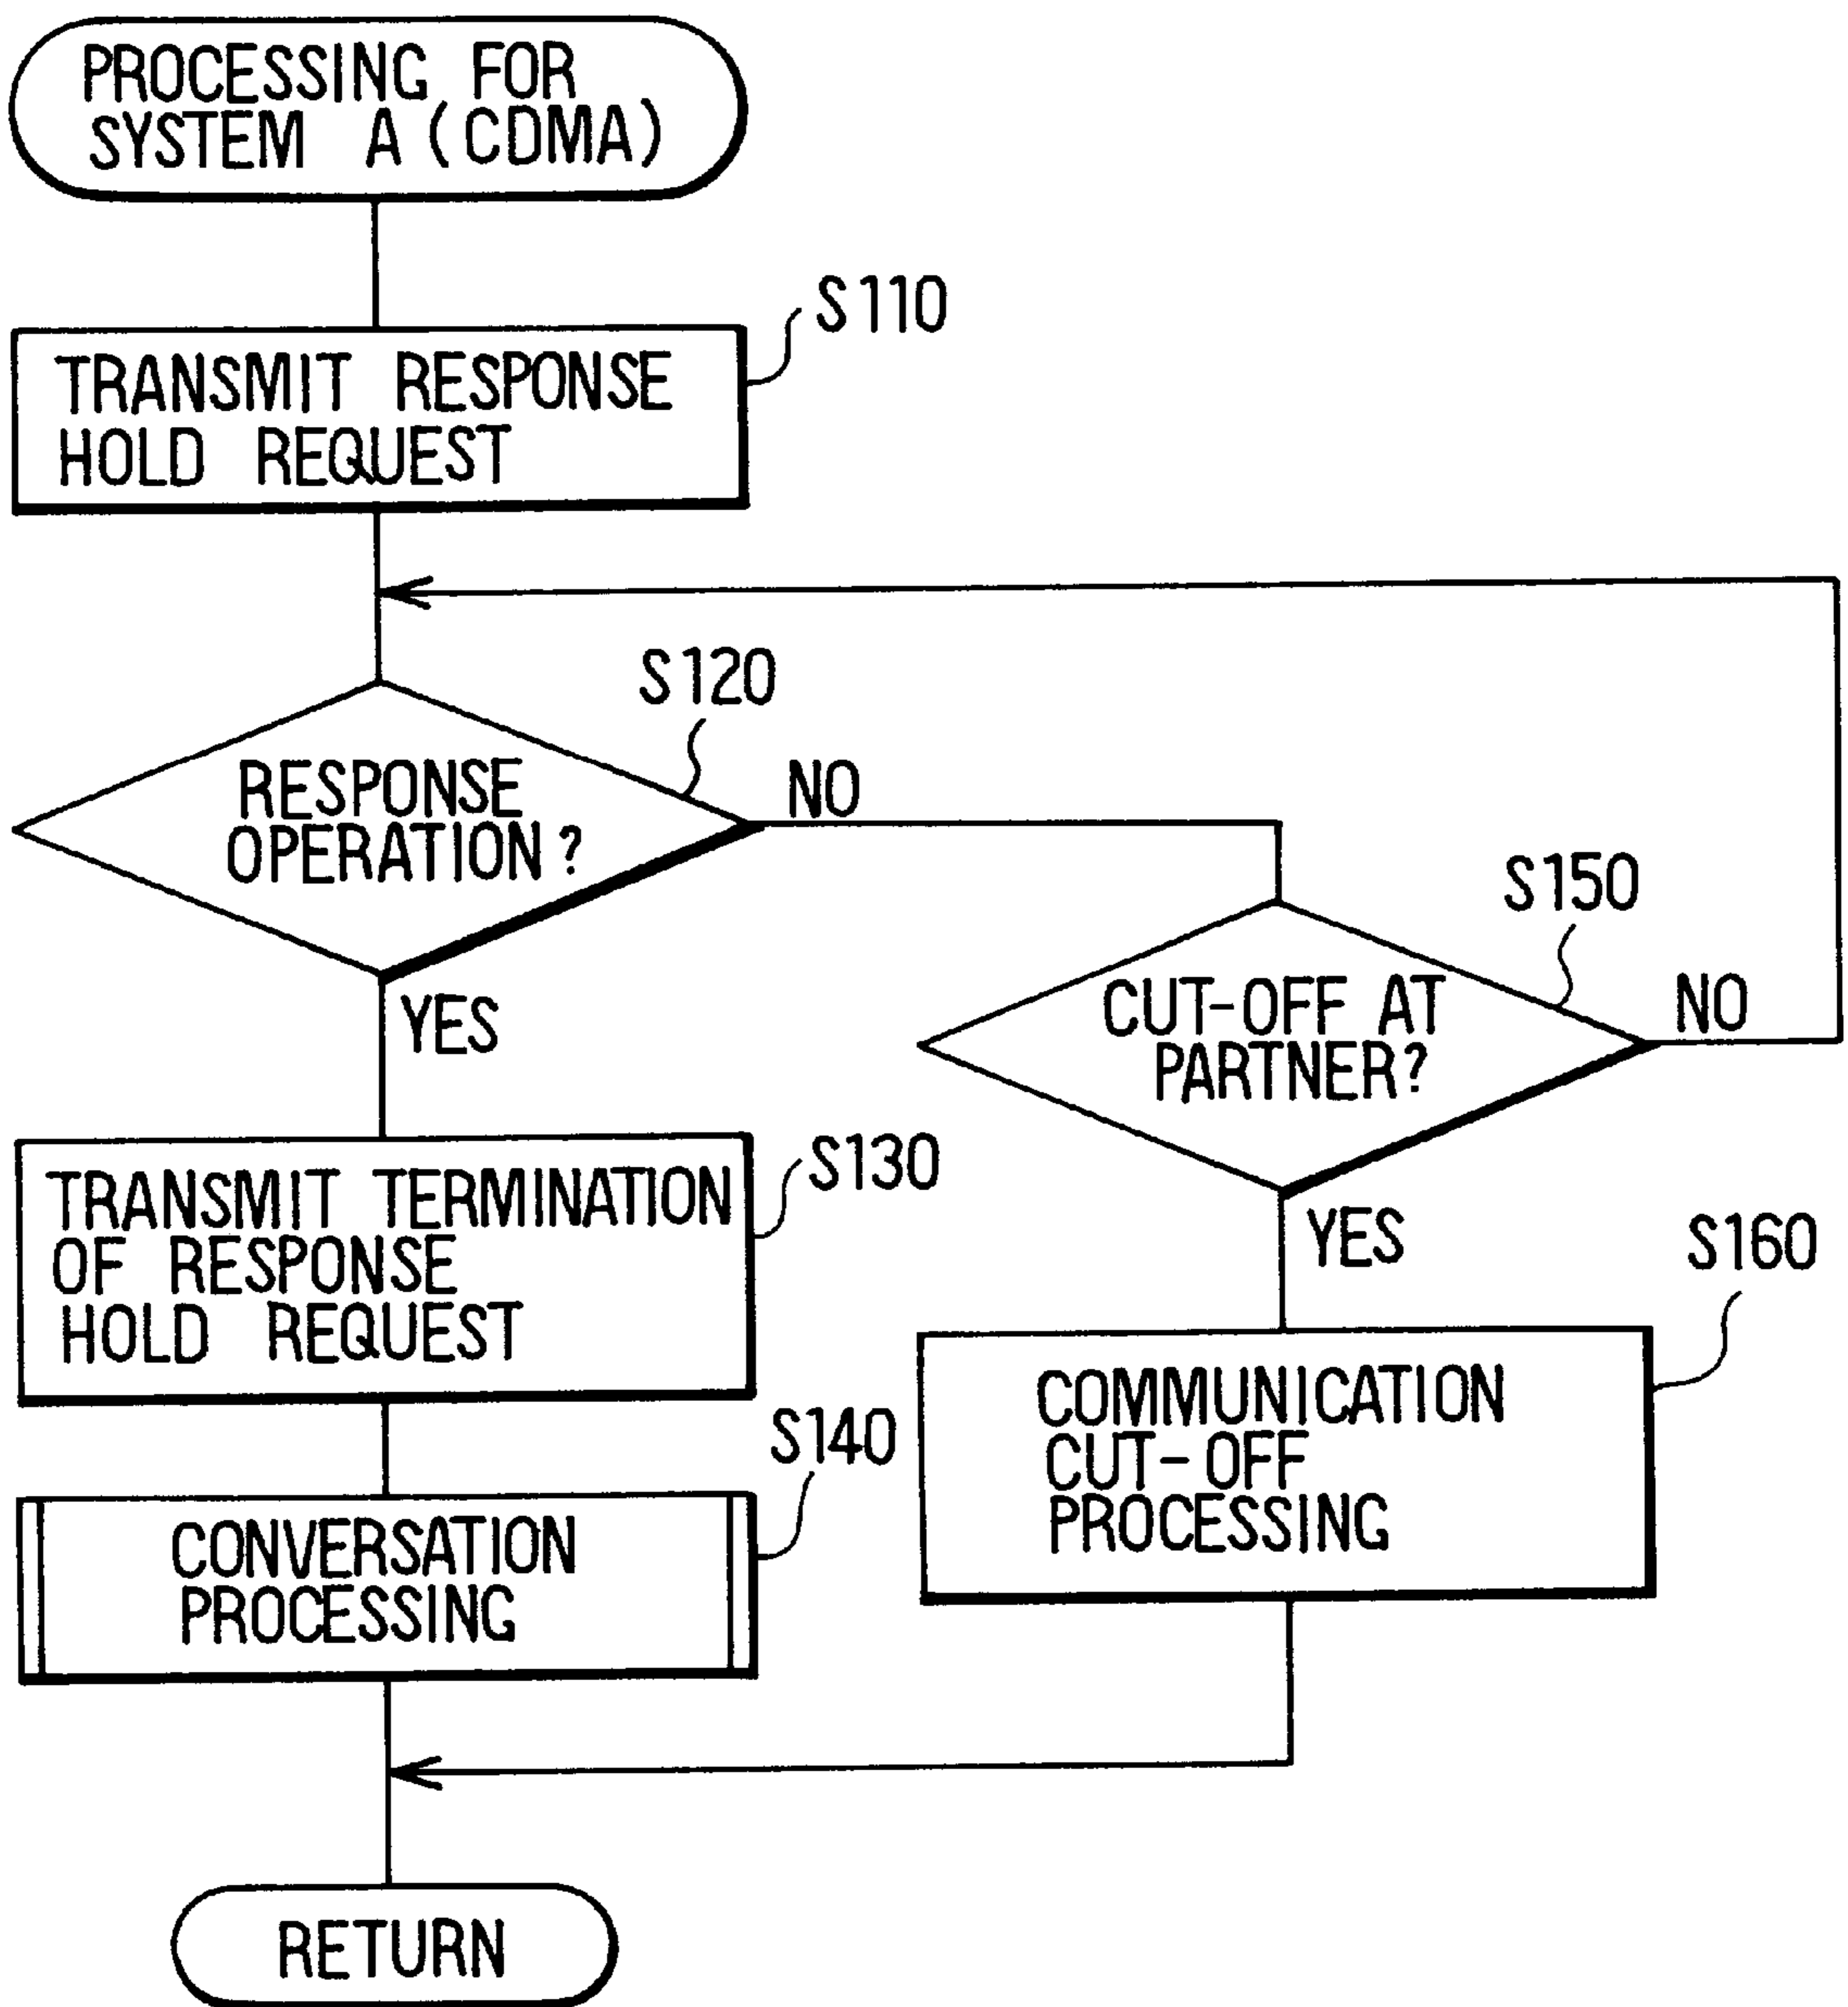 PROCESSING FOR
SYSTEM A (CDMA)
S110
TRANSMIT RESPONSE
HOLD REQUEST
S120
RESPONSE
OPERATION?
NO
YES
S150
CUT-OFF AT
PARTNER?
NO
YES
S130
TRANSMIT TERMINATION
OF RESPONSE
HOLD REQUEST
S160
COMMUNICATION
CUT-OFF
PROCESSING
S140
CONVERSATION
PROCESSING
RETURN